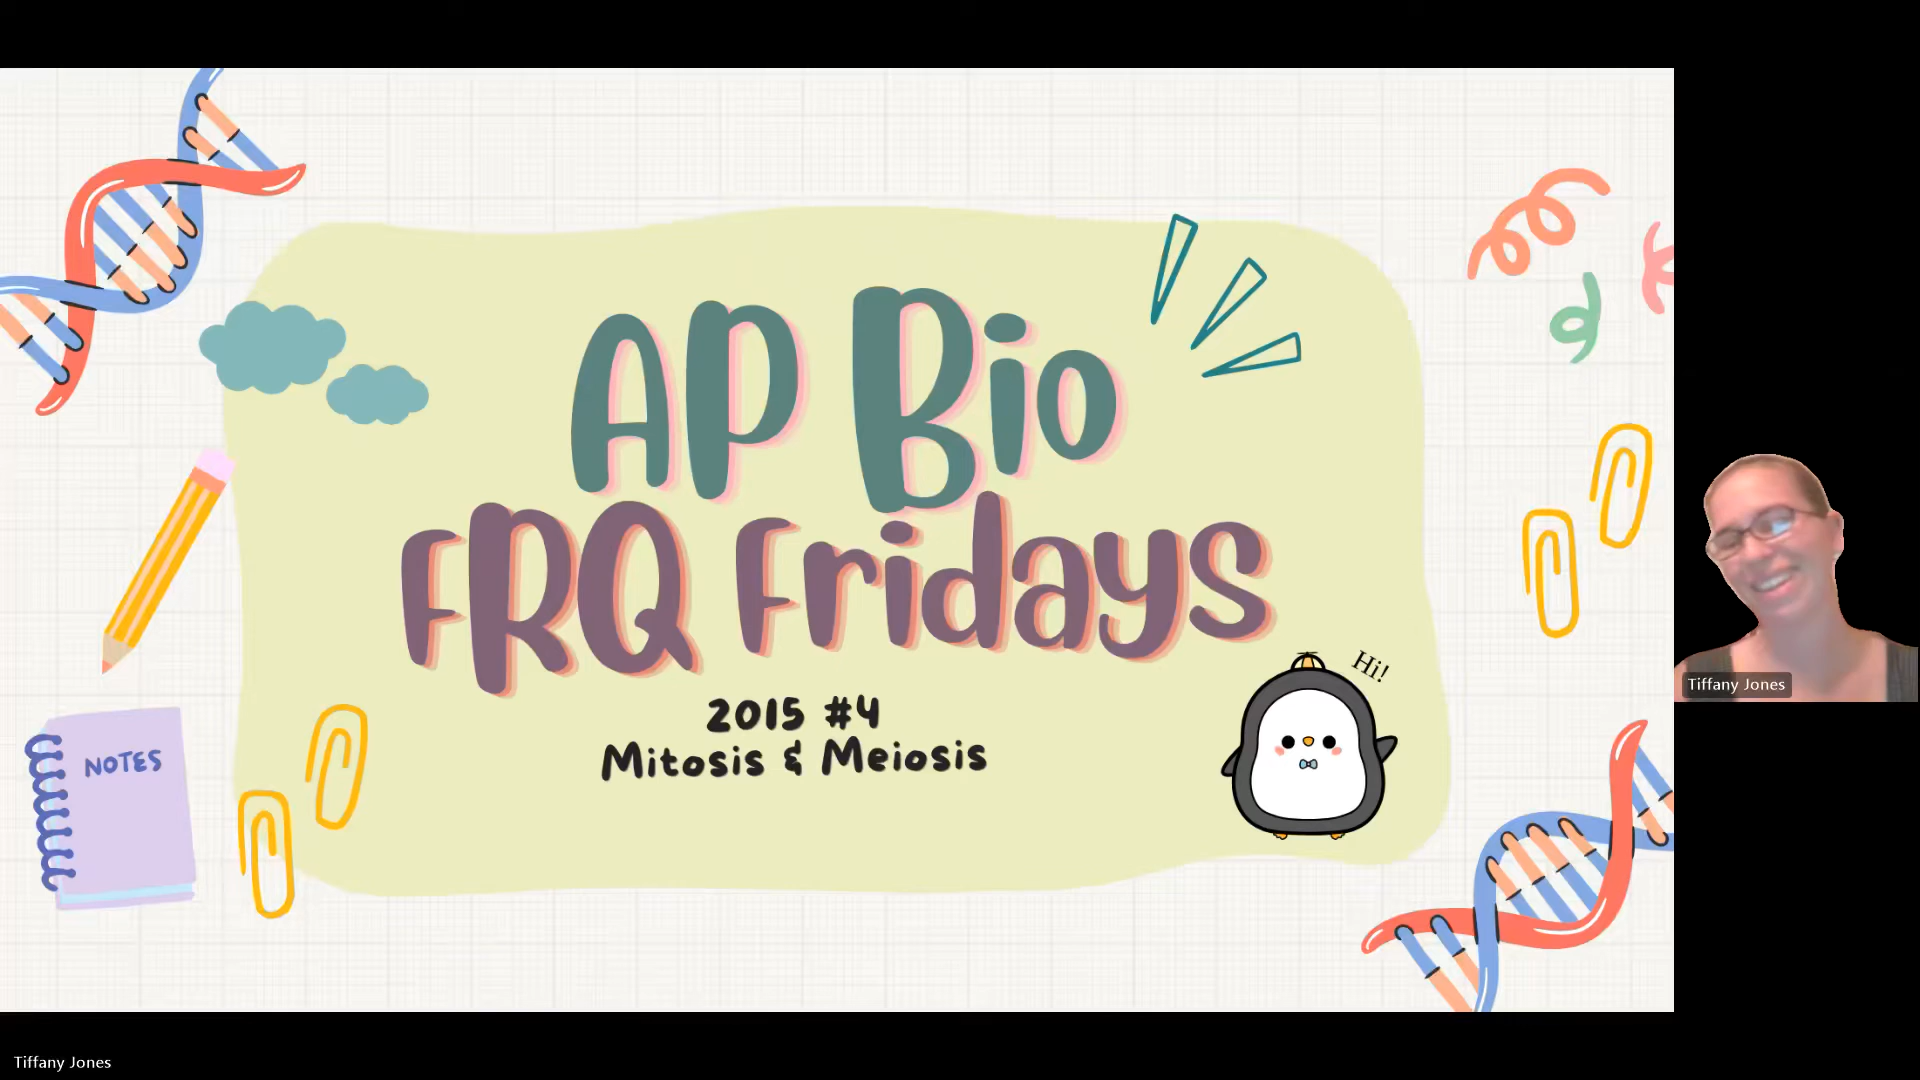 AP Bio
FRQ Fridays
2015 #4
Mitosis & Meiosis
Hi!
NOTES
Tiffany Jones
Tiffany Jones